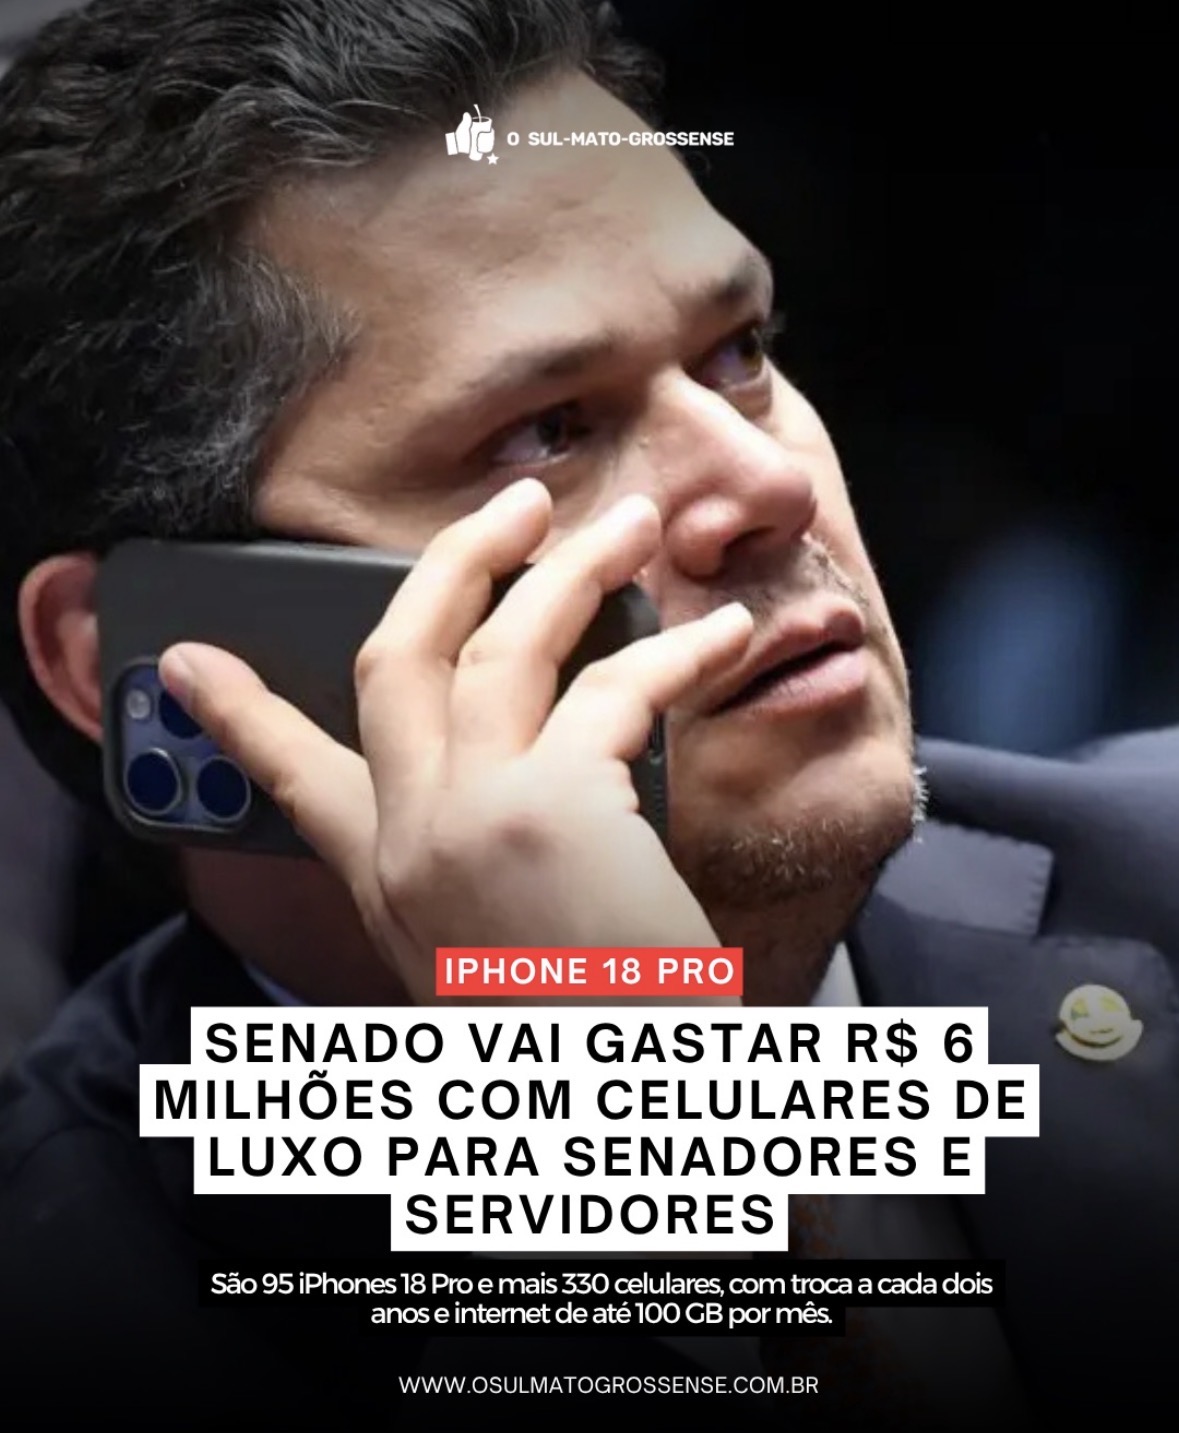 O SUL-MATO-GROSSENSE
IPHONE 18 PRO
SENADO VAI GASTAR R$ 6
MILHÕES COM CELULARES DE
LUXO PARA SENADORES E
SERVIDORES
São 95 iPhones 18 Pro e mais 330 celulares, com troca a cada dois
anos e internet de até 100 GB por mês.
WWW.OSULMATOGROSSENSE.COM.BR